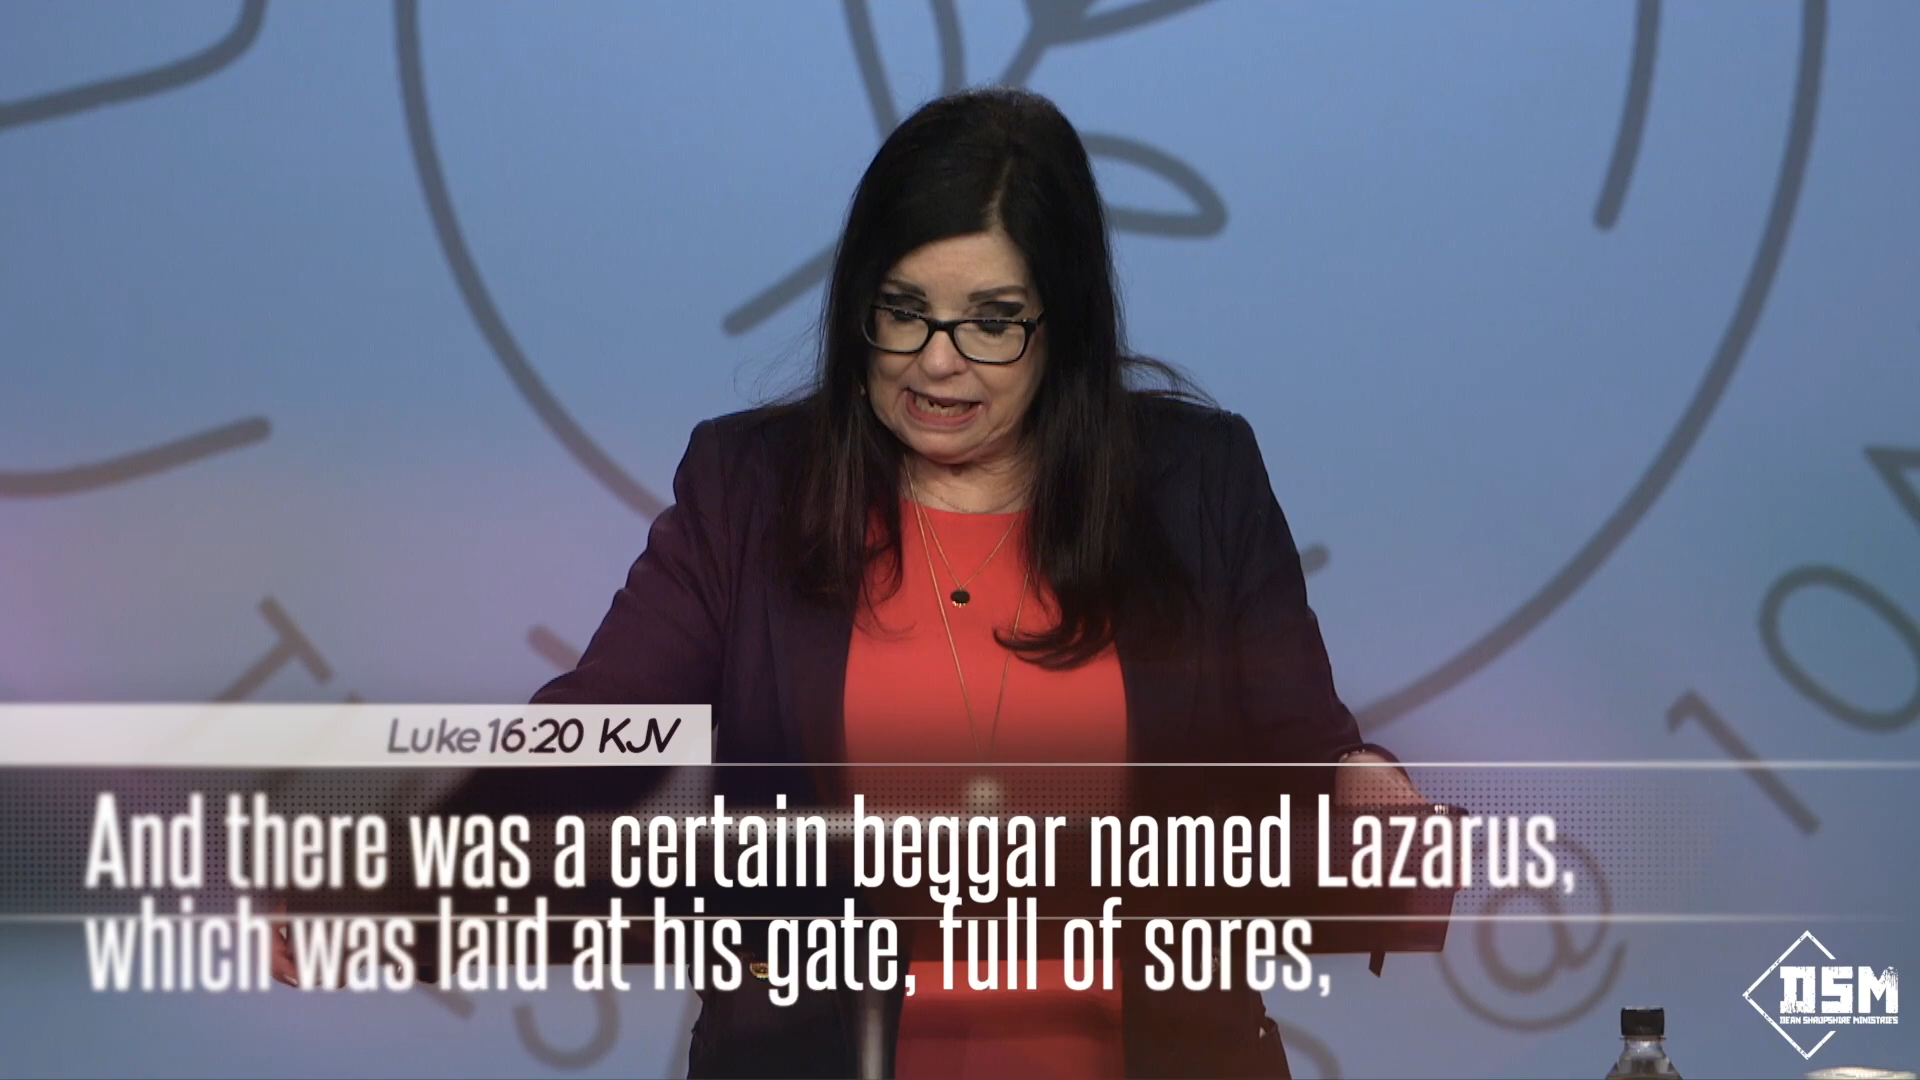 Luke 16:20 KJV
And there was a certain beggar named Lazarus,
which was laid at his gate, full of sores,
DSM
DEAN SHROPSHIRE MINISTRIES
@